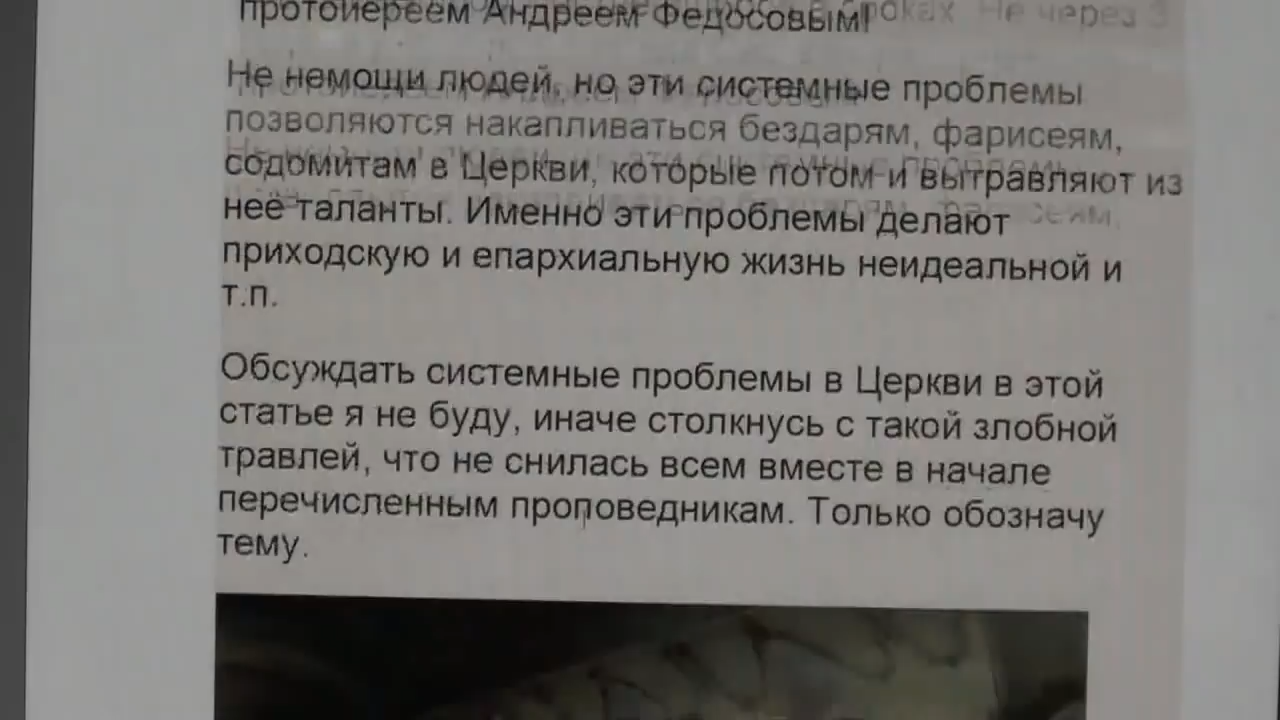 протоиереем Андреем Федосовым!
Не немощи людей, но эти системные проблемы
позволяются накапливаться бездарям, фарисеям,
содомитам в Церкви, которые потом и вытравляют из
нее таланты. Именно эти проблемы делают
приходскую и епархиальную жизнь неидеальной и
т.п.
Обсуждать системные проблемы в Церкви в этой
статье я не буду, иначе столкнусь с такой злобной
травлей, что не снилась всем вместе в начале
перечисленным проповедникам. Только обозначу
тему.